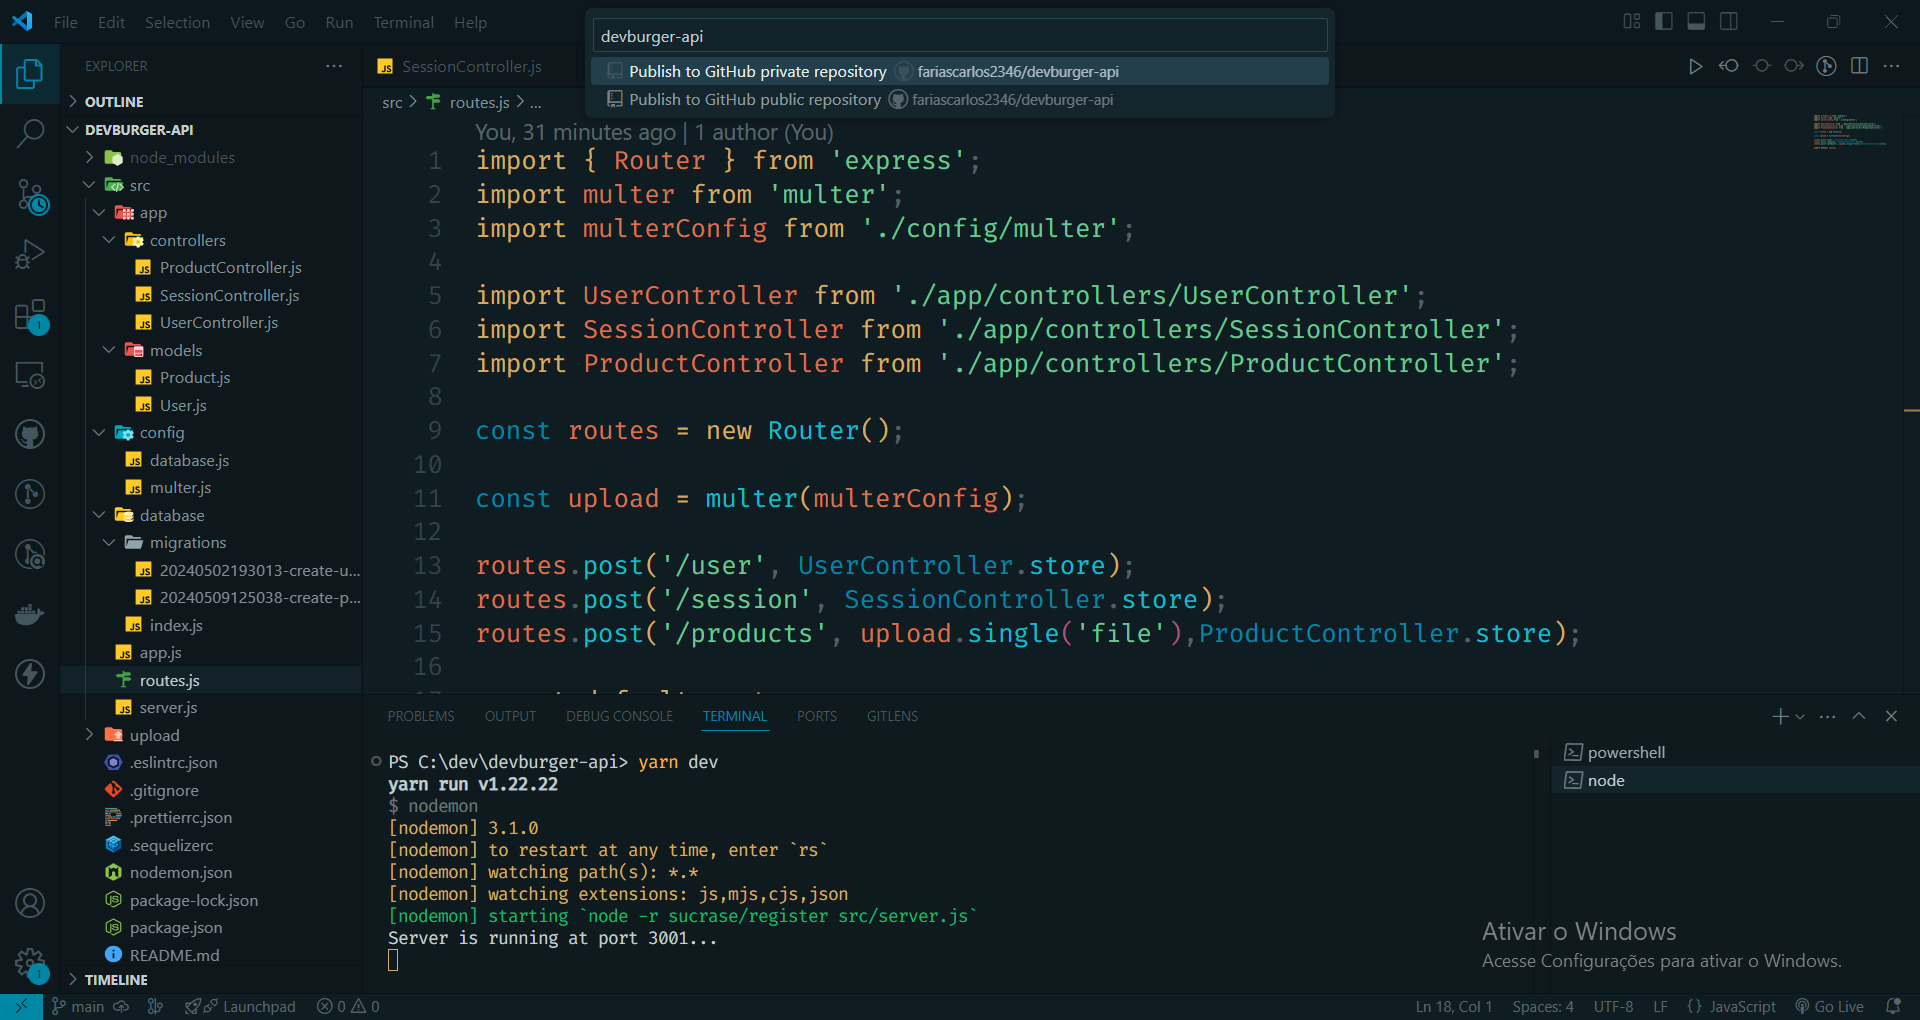 File Edit Selection View Go Run Terminal Help
devburger-api
Publish to GitHub private repository fariascarlos2346/devburger-api
Publish to GitHub public repository fariascarlos2346/devburger-api
EXPLORER
OUTLINE
DEVBURGER-API
node_modules
src
app
controllers
ProductController.js
SessionController.js
UserController.js
models
Product.js
User.js
config
database.js
multer.js
database
migrations
20240502193013-create-u...
20240509125038-create-p...
index.js
app.js
routes.js
server.js
upload
.eslintrc.json
.gitignore
.prettierrc.json
.sequelizerc
nodemon.json
package-lock.json
package.json
README.md
TIMELINE
SessionController.js
src > routes.js > ...
You, 31 minutes ago | 1 author (You)
1 import { Router } from 'express';
2 import multer from 'multer';
3 import multerConfig from './config/multer';
4
5 import UserController from './app/controllers/UserController';
6 import SessionController from './app/controllers/SessionController';
7 import ProductController from './app/controllers/ProductController';
8
9 const routes = new Router();
10
11 const upload = multer(multerConfig);
12
13 routes.post('/user', UserController.store);
14 routes.post('/session', SessionController.store);
15 routes.post('/products', upload.single('file'),ProductController.store);
16
PROBLEMS OUTPUT DEBUG CONSOLE TERMINAL PORTS GITLENS
PS C:\dev\devburger-api> yarn dev
yarn run v1.22.22
$ nodemon
[nodemon] 3.1.0
[nodemon] to restart at any time, enter `rs`
[nodemon] watching path(s): *.*
[nodemon] watching extensions: js,mjs,cjs,json
[nodemon] starting `node -r sucrase/register src/server.js`
Server is running at port 3001...
powershell
node
Ativar o Windows
Acesse Configurações para ativar o Windows.
main Launchpad 0 0 Ln 18, Col 1 Spaces: 4 UTF-8 LF {} JavaScript Go Live